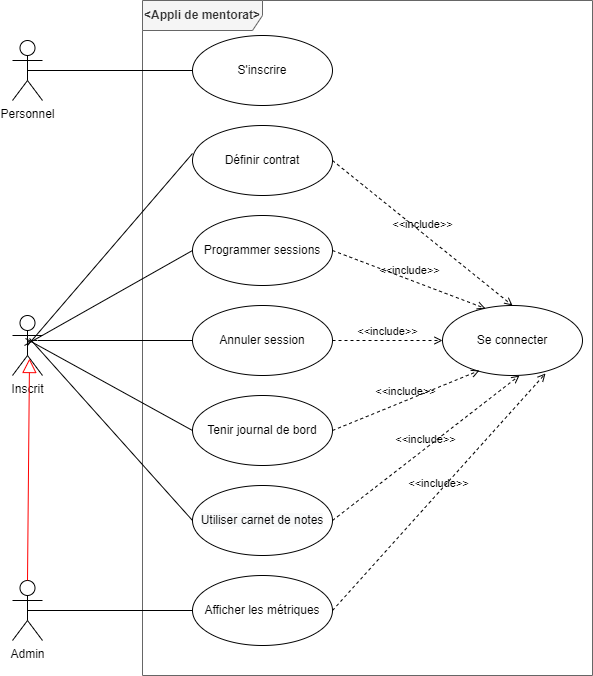 <Appli de mentorat>
S'inscrire
Personnel
Définir contrat
<<include>>
Programmer sessions
<<include>>
Annuler session
<<include>>
Se connecter
Inscrit
<<include>>
Tenir journal de bord
<<include>>
Utiliser carnet de notes
<<include>>
Afficher les métriques
Admin